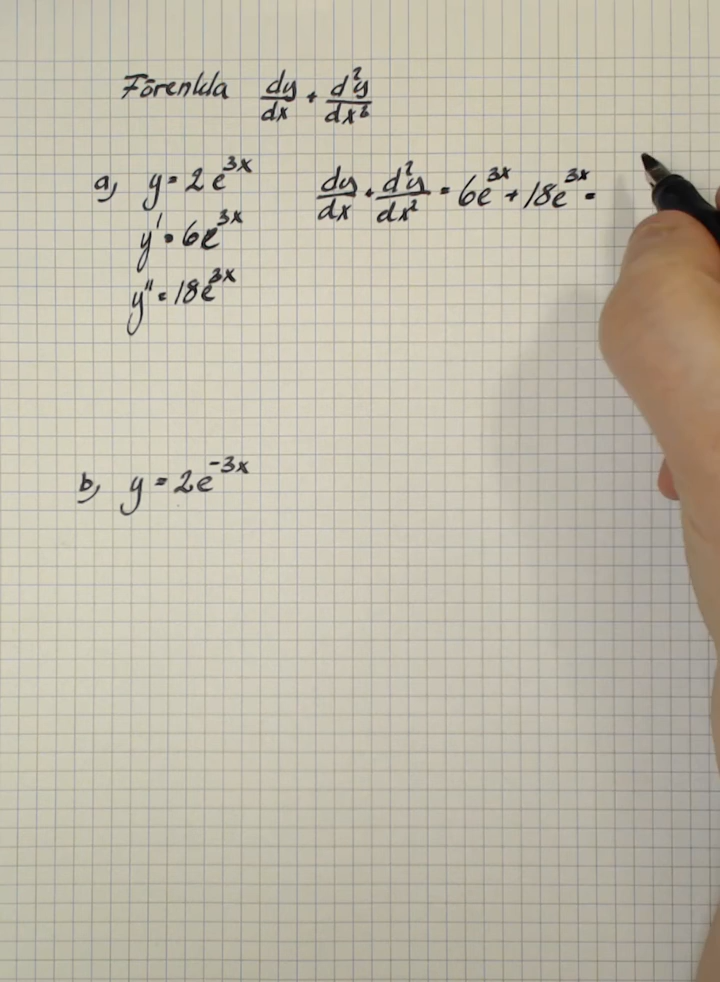 Förenkla dy/dx + d²y/dx²
a) y = 2e^3x dy/dx + d²y/dx² = 6e^3x + 18e^3x =
y' = 6e^3x
y'' = 18e^3x
b) y = 2e^-3x